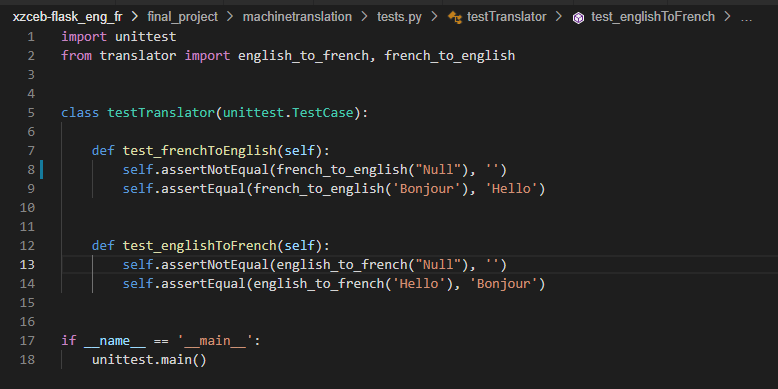 xzceb-flask_eng_fr > final_project > machinetranslation > tests.py > testTranslator > test_englishToFrench > ...
1 import unittest
2 from translator import english_to_french, french_to_english
3
4
5 class testTranslator(unittest.TestCase):
6
7     def test_frenchToEnglish(self):
8         self.assertNotEqual(french_to_english("Null"), '')
9         self.assertEqual(french_to_english('Bonjour'), 'Hello')
10
11
12     def test_englishToFrench(self):
13         self.assertNotEqual(english_to_french("Null"), '')
14         self.assertEqual(english_to_french('Hello'), 'Bonjour')
15
16
17 if __name__ == '__main__':
18     unittest.main()